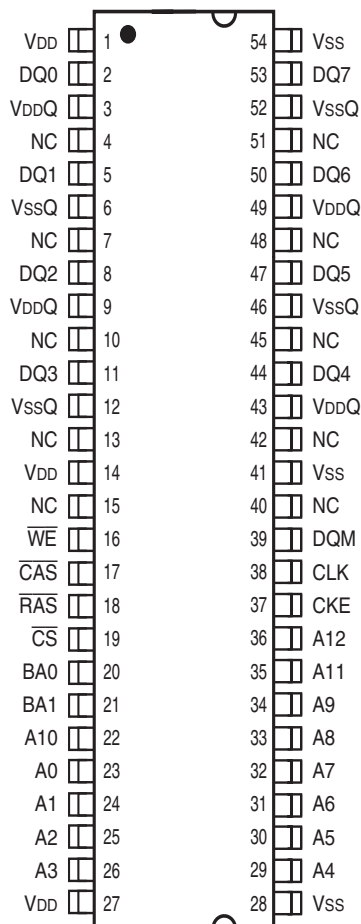 VDD 1 54 VSS
DQ0 2 53 DQ7
VDDQ 3 52 VSSQ
NC 4 51 NC
DQ1 5 50 DQ6
VSSQ 6 49 VDDQ
NC 7 48 NC
DQ2 8 47 DQ5
VDDQ 9 46 VSSQ
NC 10 45 NC
DQ3 11 44 DQ4
VSSQ 12 43 VDDQ
NC 13 42 NC
VDD 14 41 VSS
NC 15 40 NC
W̅E̅ 16 39 DQM
C̅A̅S̅ 17 38 CLK
R̅A̅S̅ 18 37 CKE
C̅S̅ 19 36 A12
BA0 20 35 A11
BA1 21 34 A9
A10 22 33 A8
A0 23 32 A7
A1 24 31 A6
A2 25 30 A5
A3 26 29 A4
VDD 27 28 VSS